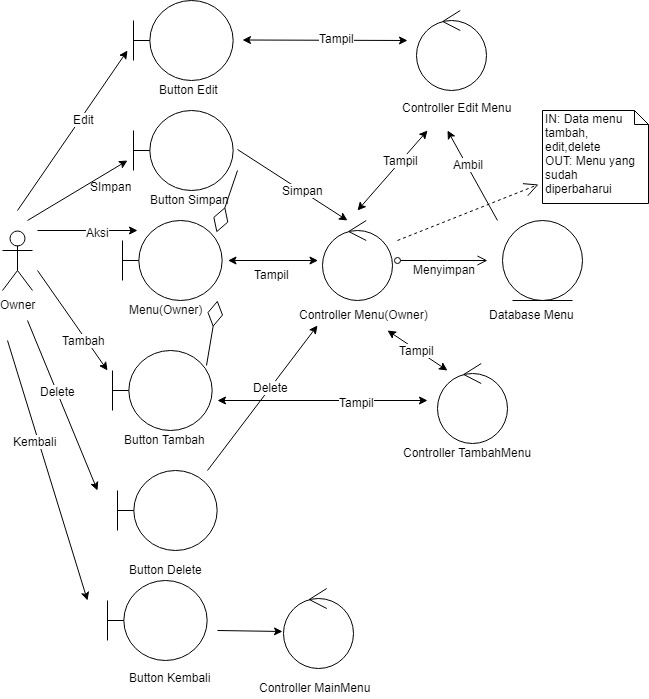 Tampil
Button Edit
Controller Edit Menu
Edit
IN: Data menu
tambah,
edit,delete
OUT: Menu yang
sudah
diperbaharui
Tampil
Ambil
SImpan
Simpan
Button Simpan
Aksi
Owner
Tampil
Menyimpan
Menu(Owner)
Controller Menu(Owner)
Database Menu
Tambah
Tampil
Delete
Delete
Tampil
Kembali
Button Tambah
Controller TambahMenu
Button Delete
Button Kembali
Controller MainMenu